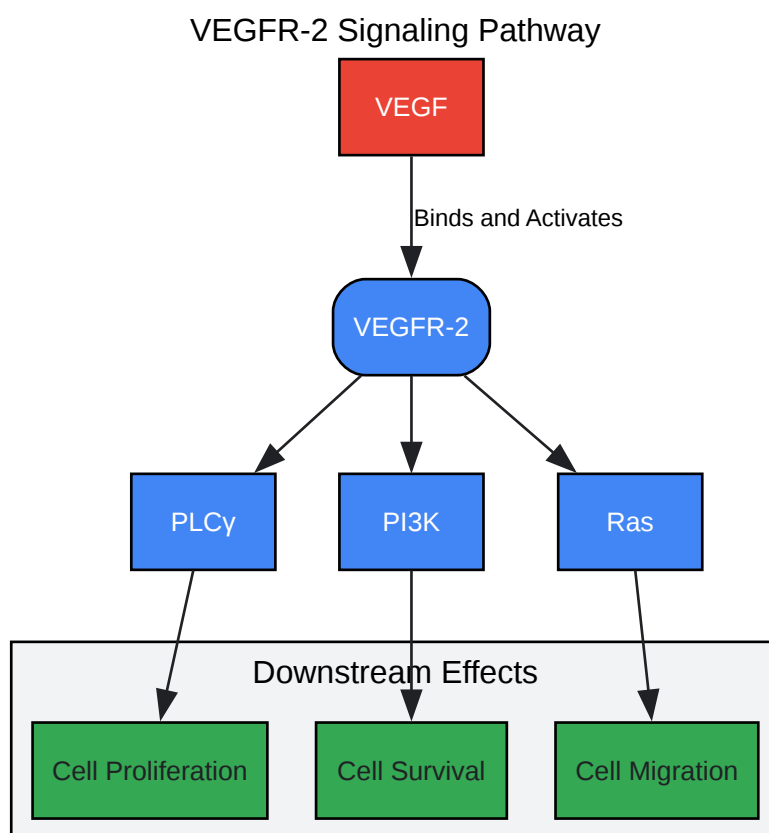 VEGFR-2 Signaling Pathway
VEGF
Binds and Activates
VEGFR-2
PLCγ
PI3K
Ras
Downstream Effects
Cell Proliferation
Cell Survival
Cell Migration